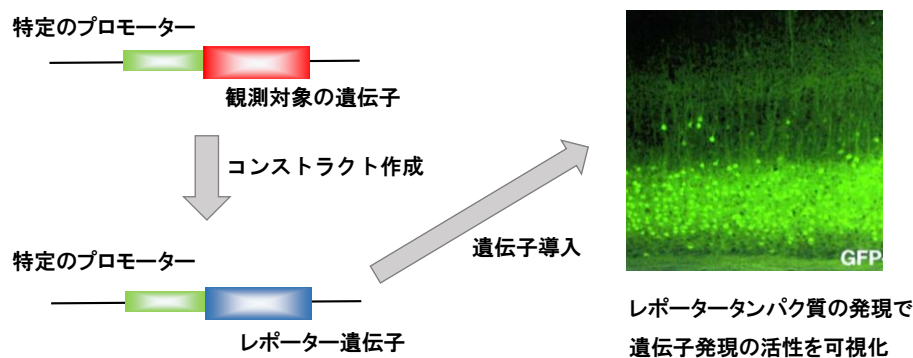 特定のプロモーター
観測対象の遺伝子
コンストラクト作成
特定のプロモーター
レポーター遺伝子
遺伝子導入
GFP
レポータータンパク質の発現で
遺伝子発現の活性を可視化